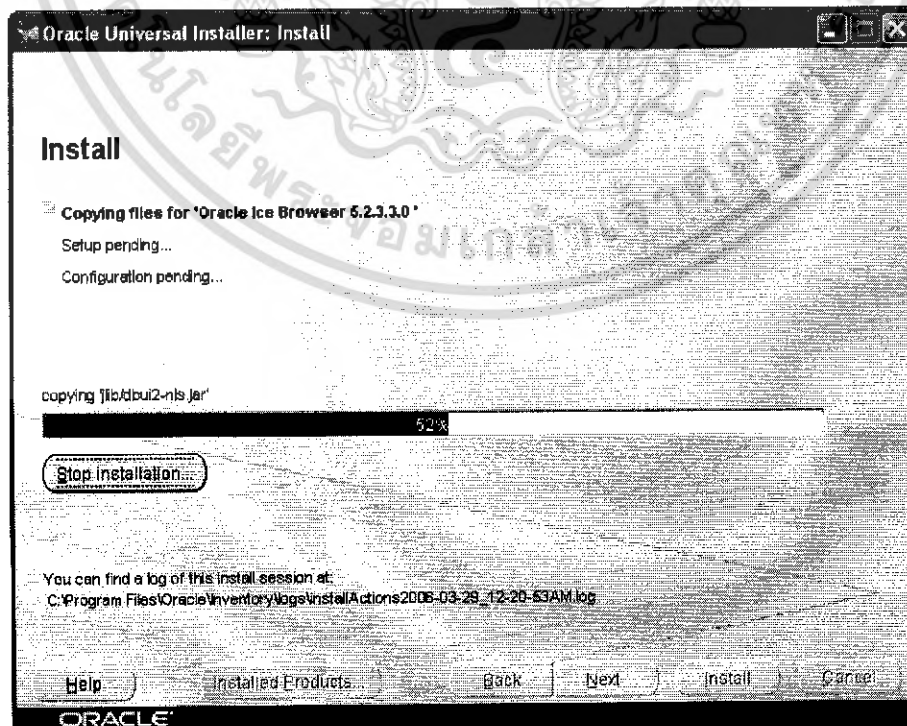 Oracle Universal Installer: Install
Install
Copying files for 'Oracle Ice Browser 5.2.3.3.0 '
Setup pending...
Configuration pending...
copying 'jlib/dbui2-nls.jar'
52%
Stop installation...
You can find a log of this install session at:
C:\Program Files\Oracle\Inventory\logs\installActions2006-03-29_12-20-53AM.log
Help Installed Products... Back Next Install Cancel
ORACLE